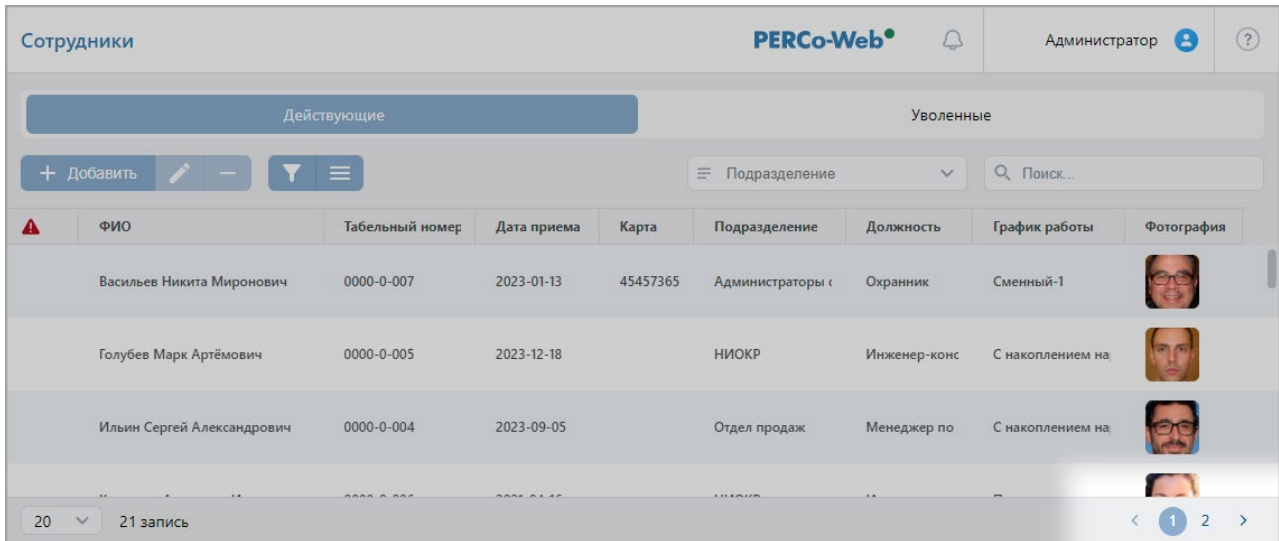 Сотрудники PERCo-Web Администратор ?
Действующие Уволенные
+ Добавить Подразделение Поиск...
ФИО Табельный номер Дата приема Карта Подразделение Должность График работы Фотография
Васильев Никита Миронович 0000-0-007 2023-01-13 45457365 Администраторы Охранник Сменный-1
Голубев Марк Артёмович 0000-0-005 2023-12-18 НИОКР Инженер-конс С накоплением на
Ильин Сергей Александрович 0000-0-004 2023-09-05 Отдел продаж Менеджер по С накоплением на
20 21 запись < 1 2 >